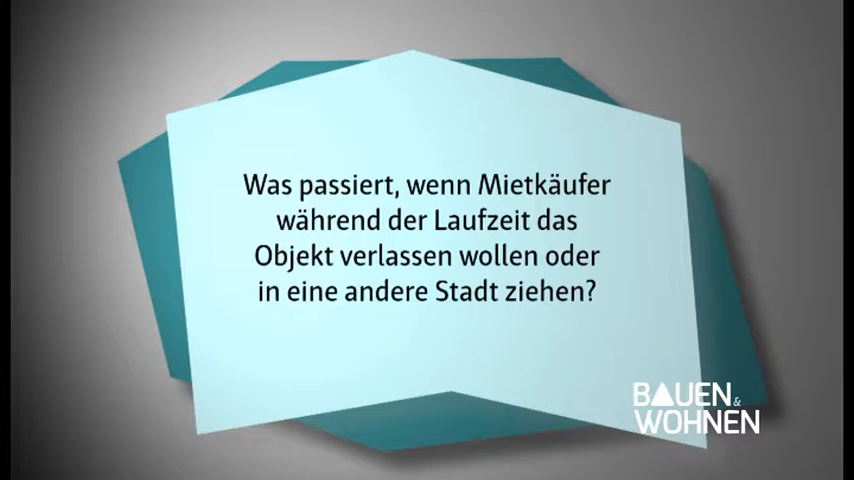 Was passiert, wenn Mietkäufer
während der Laufzeit das
Objekt verlassen wollen oder
in eine andere Stadt ziehen?
BAUEN &
WOHNEN